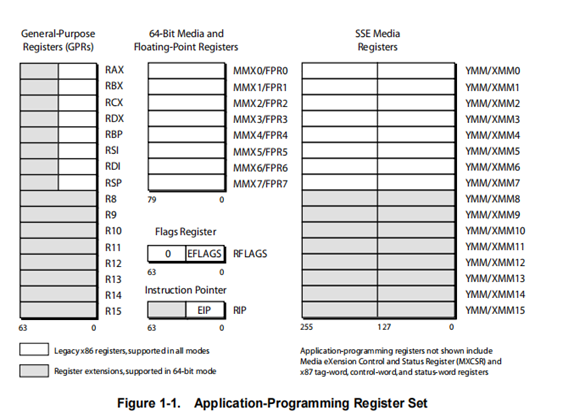 General-Purpose
Registers (GPRs)
64-Bit Media and
Floating-Point Registers
SSE Media
Registers
RAX
RBX
RCX
RDX
RBP
RSI
RDI
RSP
R8
R9
R10
R11
R12
R13
R14
R15
63 0
MMX0/FPR0
MMX1/FPR1
MMX2/FPR2
MMX3/FPR3
MMX4/FPR4
MMX5/FPR5
MMX6/FPR6
MMX7/FPR7
79 0
Flags Register
0 EFLAGS RFLAGS
63 0
Instruction Pointer
EIP RIP
63 0
YMM/XMM0
YMM/XMM1
YMM/XMM2
YMM/XMM3
YMM/XMM4
YMM/XMM5
YMM/XMM6
YMM/XMM7
YMM/XMM8
YMM/XMM9
YMM/XMM10
YMM/XMM11
YMM/XMM12
YMM/XMM13
YMM/XMM14
YMM/XMM15
255 127 0
Legacy x86 registers, supported in all modes
Register extensions, supported in 64-bit mode
Application-programming registers not shown include
Media eXension Control and Status Register (MXCSR) and
x87 tag-word, control-word, and status-word registers
Figure 1-1. Application-Programming Register Set